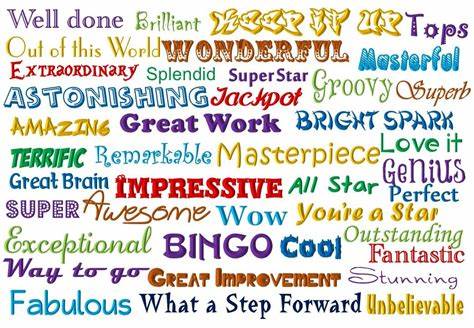 Well done Brilliant KEEP IT UP Tops
Out of this World WONDERFUL Masterful
EXTRAORDINARY Splendid Super Star Groovy Superb
ASTONISHING Jackpot
AMAZING Great Work BRIGHT SPARK
Love it
TERRIFIC Remarkable Masterpiece GENIUS
Great Brain IMPRESSIVE All Star Perfect
SUPER Awesome Wow You're a Star
Exceptional BINGO Cool Outstanding
Fantastic
Way to go GREAT IMPROVEMENT Stunning
Fabulous What a Step Forward Unbelievable